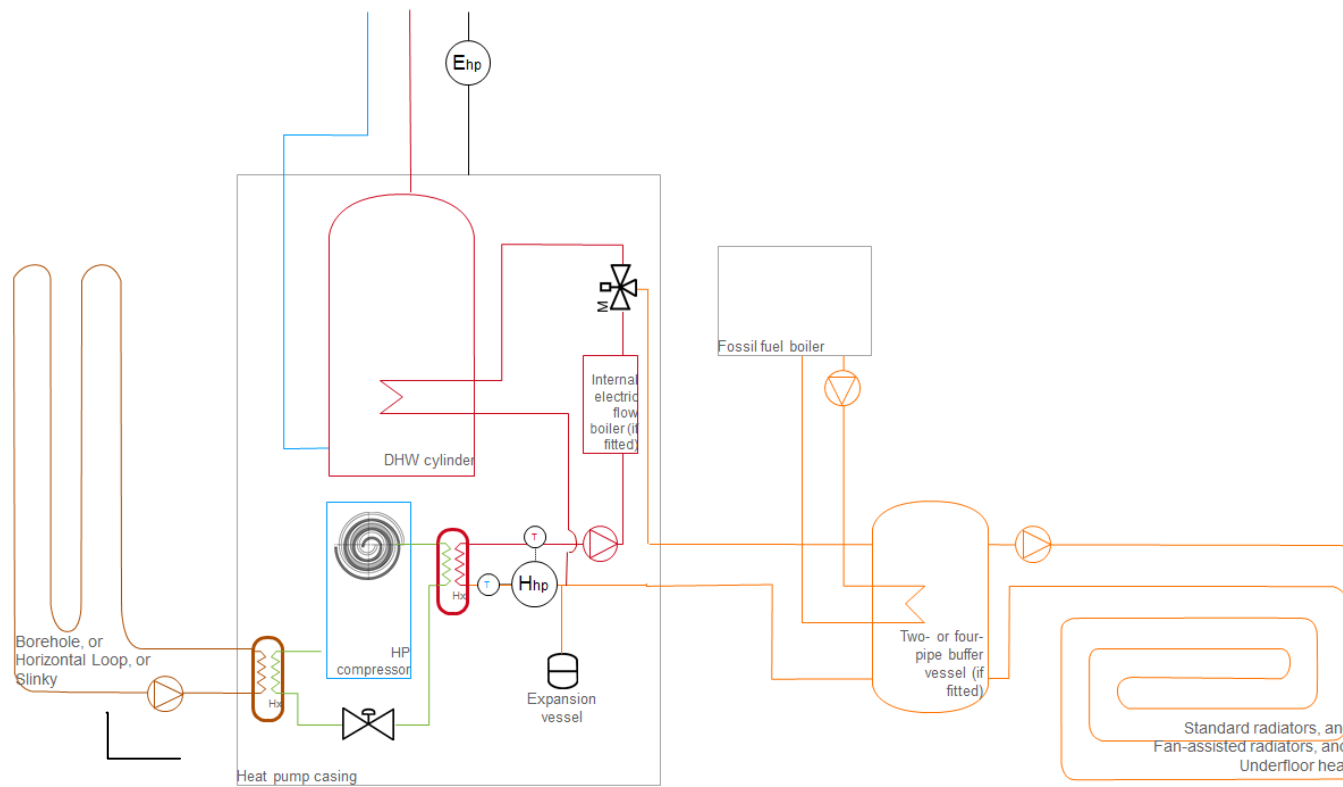 Ehp
M
Fossil fuel boiler
Internal
electric
flow
boiler (if
fitted)
DHW cylinder
T
T
Hhp
Hx
Borehole, or
Horizontal Loop, or
Slinky
HP
compressor
Hx
Two- or four-
pipe buffer
vessel (if
fitted)
Expansion
vessel
Standard radiators, an
Fan-assisted radiators, and
Underfloor hea
Heat pump casing